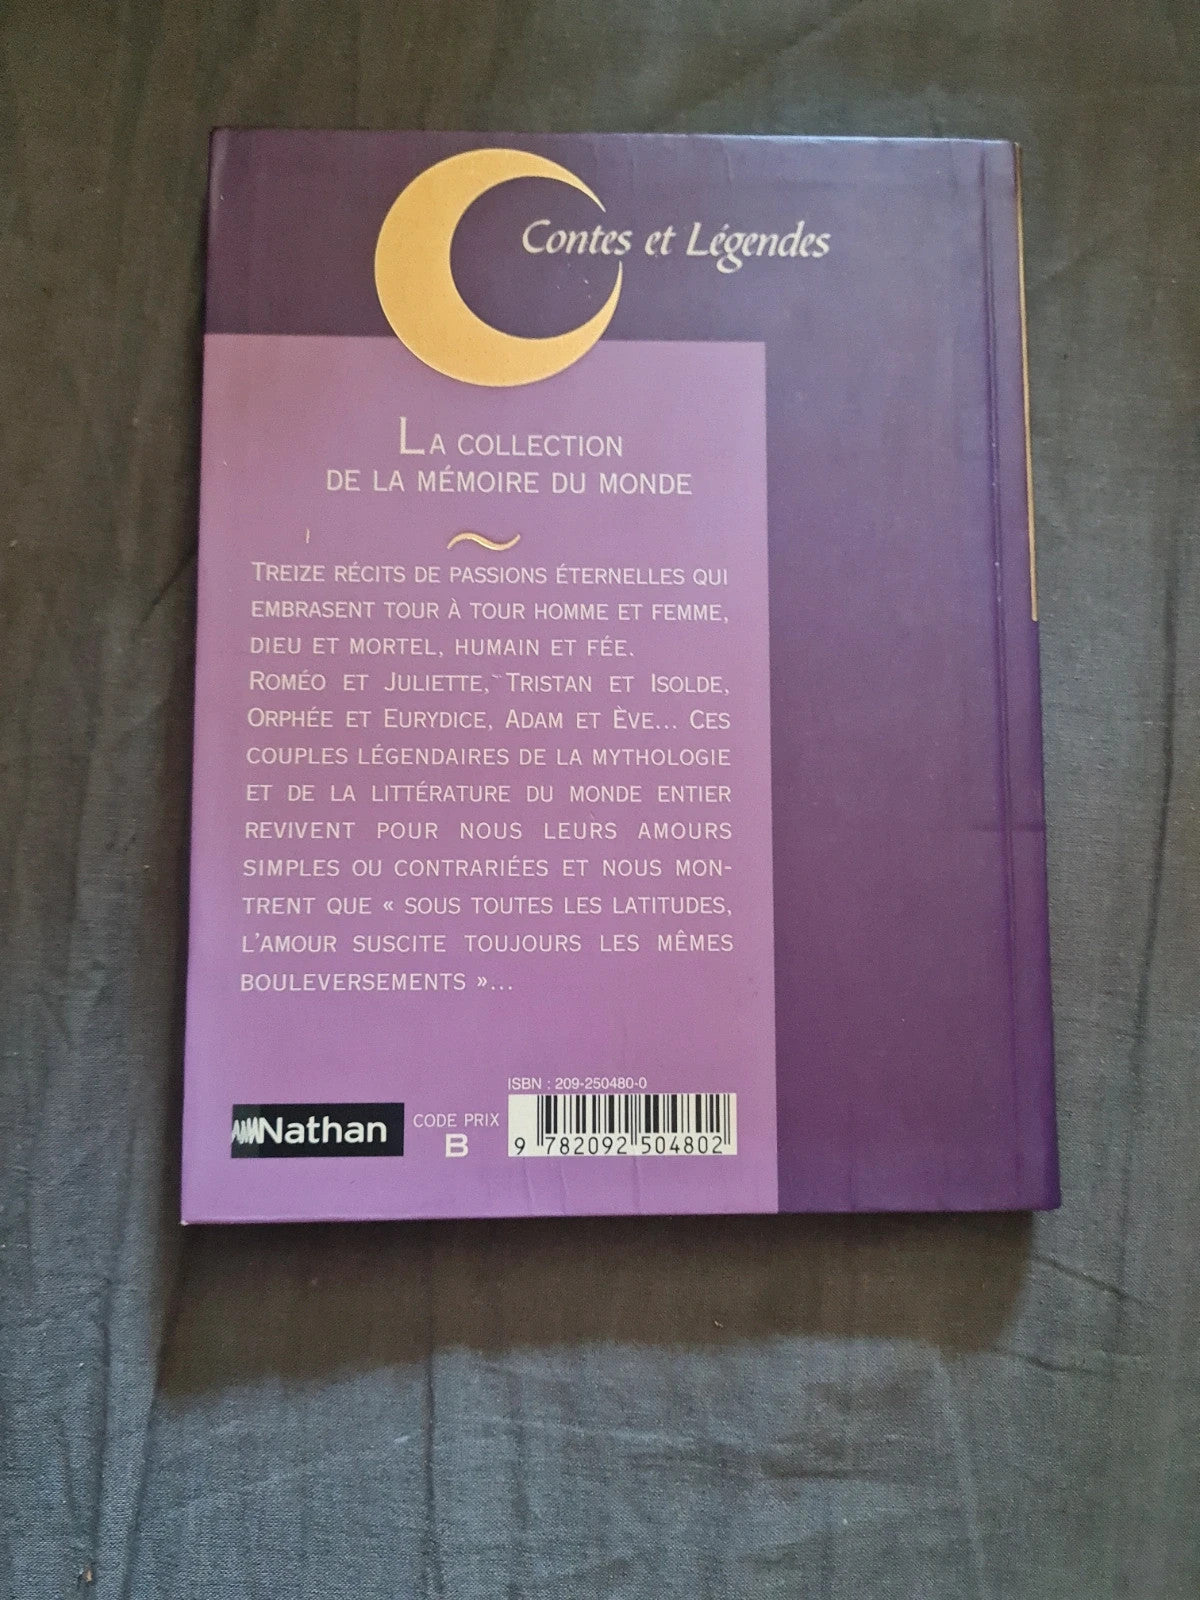 Contes et Légendes
LA COLLECTION
DE LA MÉMOIRE DU MONDE
TREIZE RÉCITS DE PASSIONS ÉTERNELLES QUI
EMBRASENT TOUR À TOUR HOMME ET FEMME,
DIEU ET MORTEL, HUMAIN ET FÉE.
ROMÉO ET JULIETTE, TRISTAN ET ISOLDE,
ORPHÉE ET EURYDICE, ADAM ET ÈVE... CES
COUPLES LÉGENDAIRES DE LA MYTHOLOGIE
ET DE LA LITTÉRATURE DU MONDE ENTIER
REVIVENT POUR NOUS LEURS AMOURS
SIMPLES OU CONTRARIÉES ET NOUS MON-
TRENT QUE « SOUS TOUTES LES LATITUDES,
L'AMOUR SUSCITE TOUJOURS LES MÊMES
BOULEVERSEMENTS »...
ISBN : 209-250480-0
Nathan
CODE PRIX
B
9 782092 504802